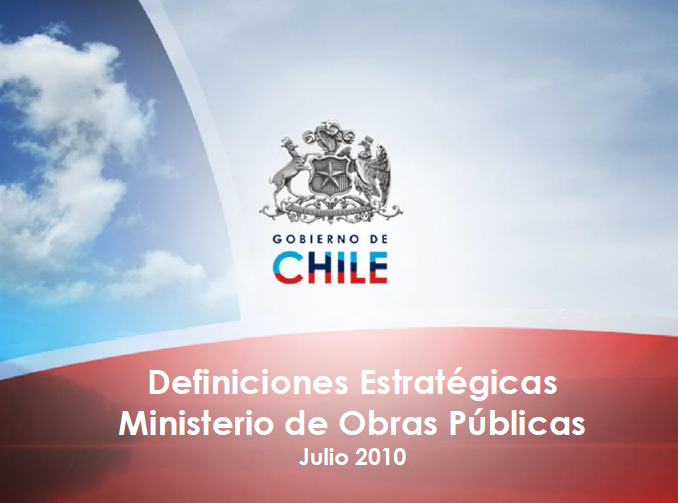 GOBIERNO DE
CHILE
Definiciones Estratégicas
Ministerio de Obras Públicas
Julio 2010